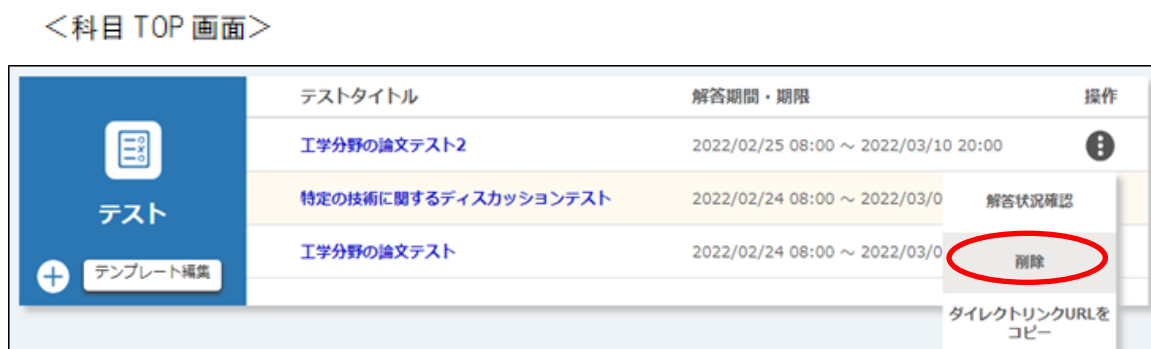 ＜科目 TOP 画面＞
テストタイトル 解答期間・期限 操作
工学分野の論文テスト2 2022/02/25 08:00 ～ 2022/03/10 20:00
特定の技術に関するディスカッションテスト 2022/02/24 08:00 ～ 2022/03/0
解答状況確認
テスト
工学分野の論文テスト 2022/02/24 08:00 ～ 2022/03/0
削除
テンプレート編集
ダイレクトリンクURLを
コピー